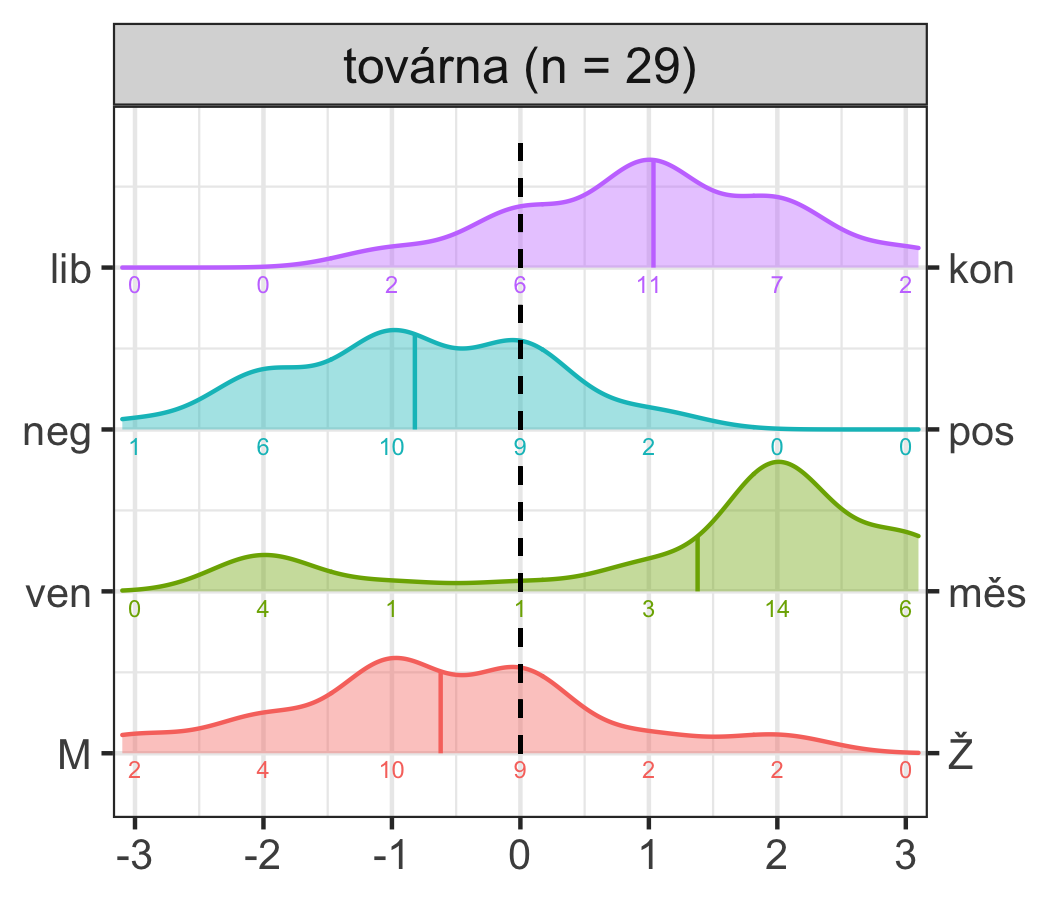 továrna (n = 29)
lib kon
0 0 2 6 11 7 2
neg pos
1 6 10 9 2 0 0
ven měs
0 4 1 1 3 14 6
M Ž
2 4 10 9 2 2 0
-3 -2 -1 0 1 2 3